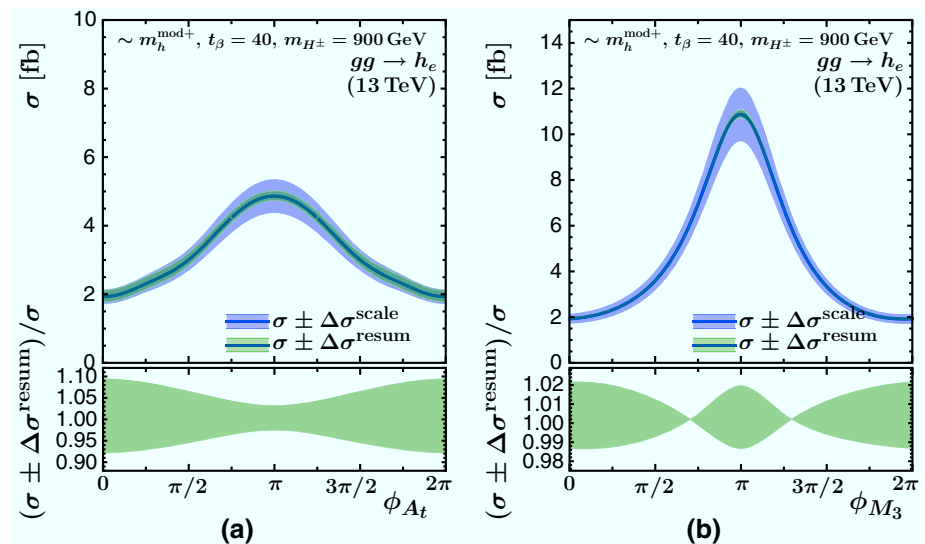 σ [fb]
10
8
6
4
2
0
∼ m_h^{mod+}, t_β = 40, m_{H^±} = 900 GeV
gg → h_e
(13 TeV)
σ ± Δσ^{scale}
σ ± Δσ^{resum}
(σ ± Δσ^{resum})/σ
1.10
1.05
1.00
0.95
0.90
0
π/2
π
3π/2
2π
ϕ_{A_t}
(a)
σ [fb]
14
12
10
8
6
4
2
0
∼ m_h^{mod+}, t_β = 40, m_{H^±} = 900 GeV
gg → h_e
(13 TeV)
σ ± Δσ^{scale}
σ ± Δσ^{resum}
(σ ± Δσ^{resum})/σ
1.02
1.01
1.00
0.99
0.98
0
π/2
π
3π/2
2π
ϕ_{M_3}
(b)